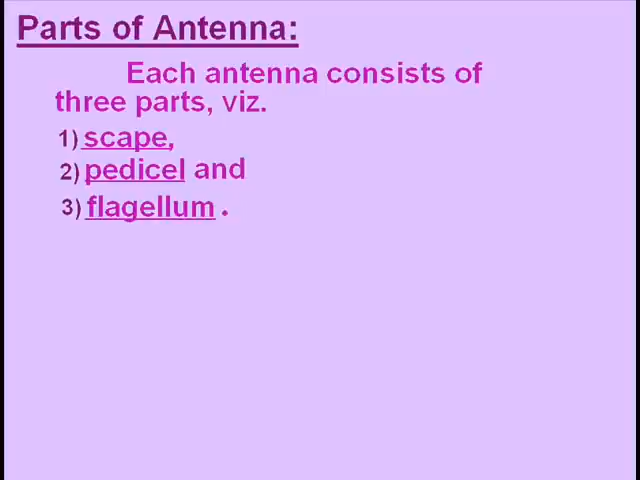 Parts of Antenna:
Each antenna consists of
three parts, viz.
1) scape,
2) pedicel and
3) flagellum .